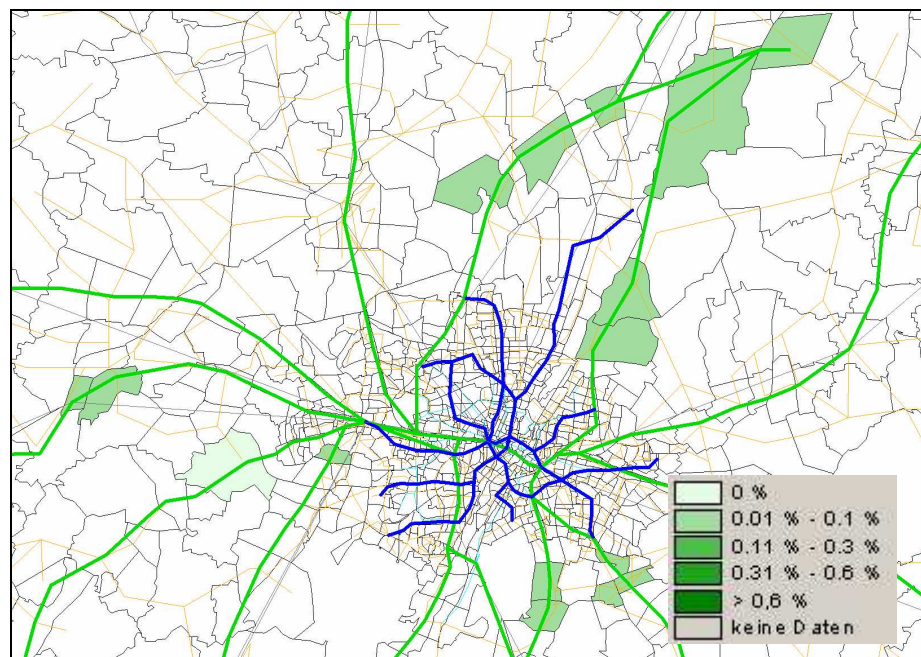 0 %
0.01 % - 0.1 %
0.11 % - 0.3 %
0.31 % - 0.6 %
> 0,6 %
keine Daten